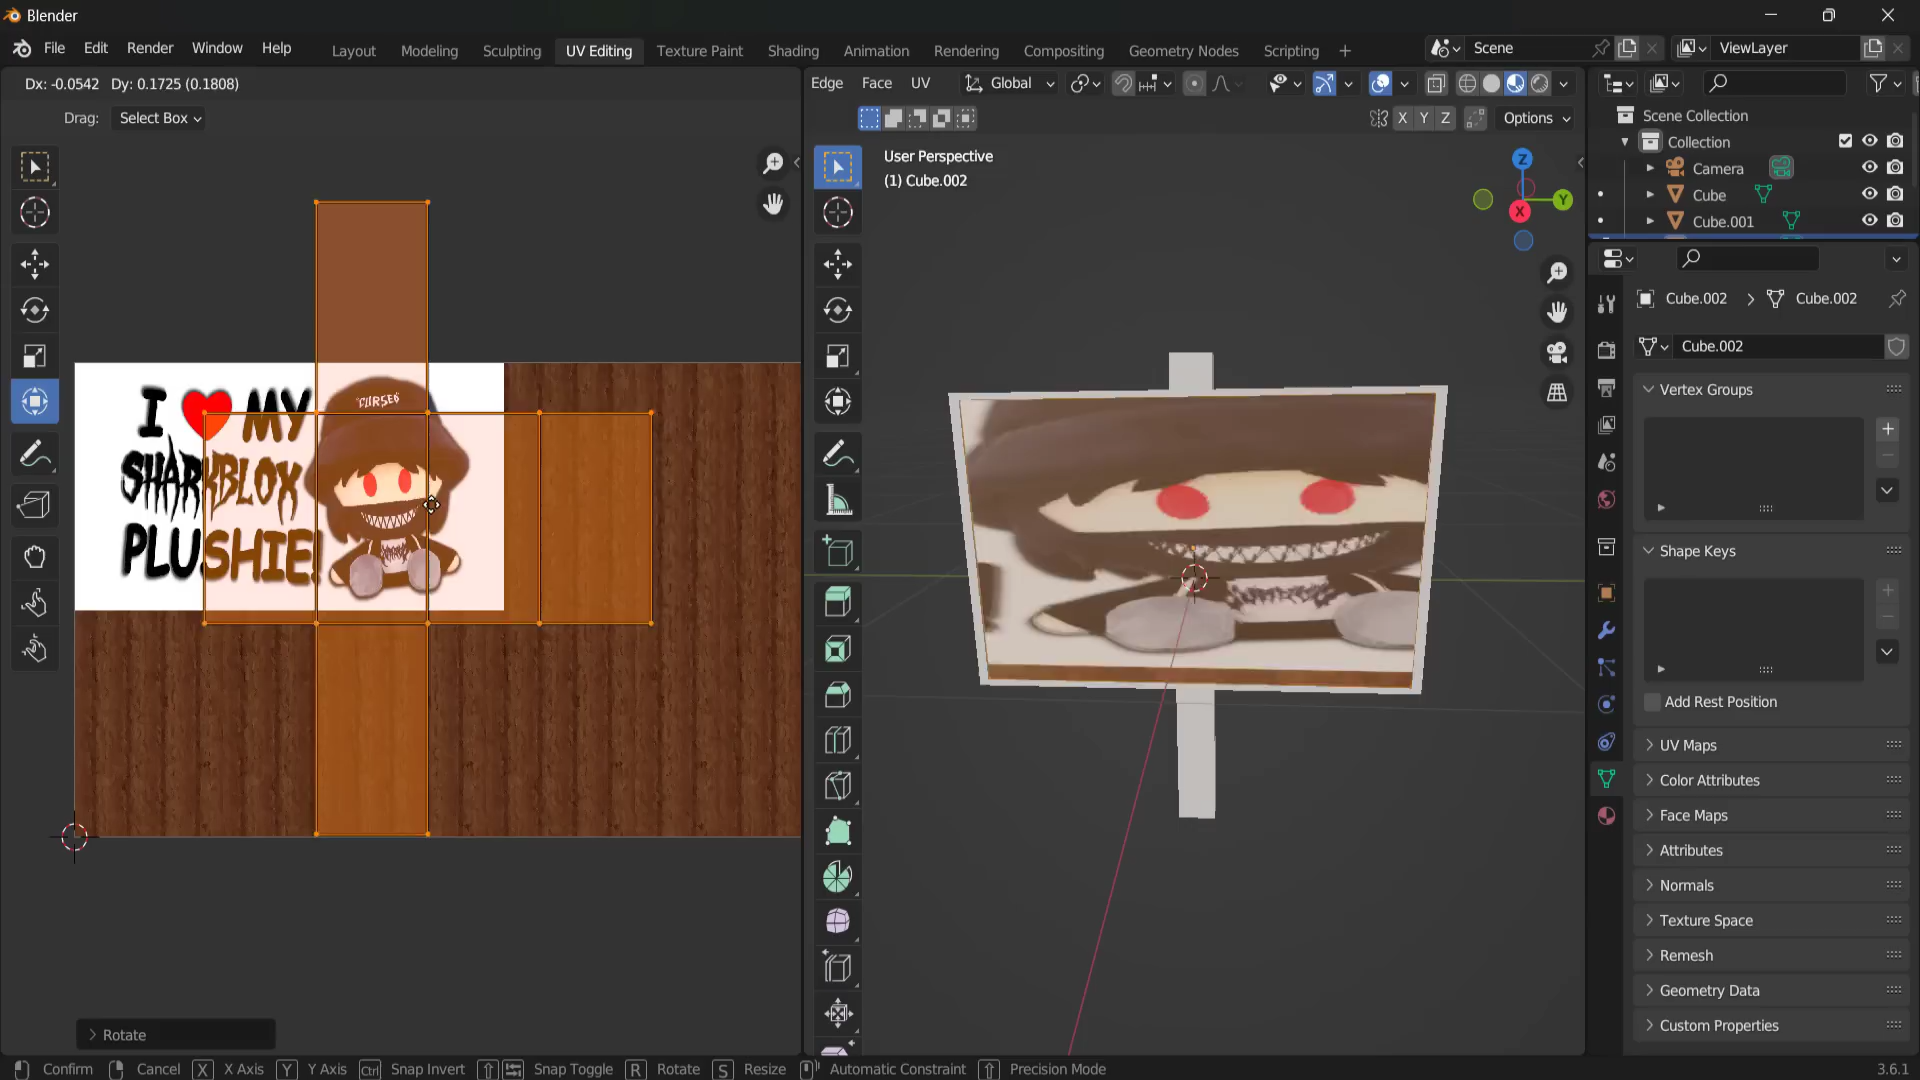 Blender
File Edit Render Window Help
Layout Modeling Sculpting UV Editing Texture Paint Shading Animation Rendering Compositing Geometry Nodes Scripting
Scene ViewLayer
Dx: -0.0542 Dy: 0.1725 (0.1808)
Drag: Select Box
Edge Face UV Global
X Y Z Options
User Perspective
(1) Cube.002
Z
Y
X
I MY
SHARKBLOX
PLUSHIE!
CURSED
Rotate
Scene Collection
Collection
Camera
Cube
Cube.001
Cube.002 > Cube.002
Cube.002
Vertex Groups
Shape Keys
Add Rest Position
UV Maps
Color Attributes
Face Maps
Attributes
Normals
Texture Space
Remesh
Geometry Data
Custom Properties
Confirm Cancel X X Axis Y Y Axis Ctrl Snap Invert Snap Toggle R Rotate S Resize Automatic Constraint Precision Mode 3.6.1